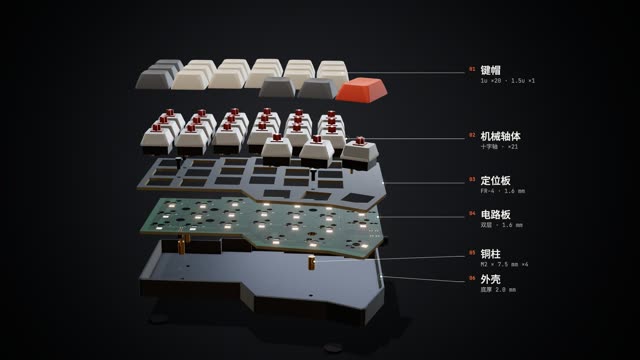 01 键帽
1u ×20 · 1.5u ×1
02 机械轴体
十字轴 · ×21
03 定位板
FR-4 · 1.6 mm
04 电路板
双层 · 1.6 mm
05 铜柱
M2 × 7.5 mm ×4
06 外壳
底厚 2.0 mm